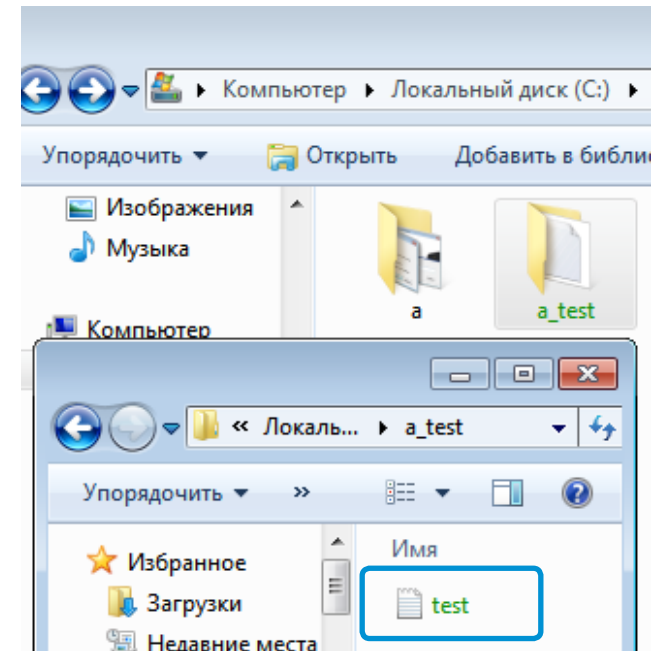 Компьютер ▸ Локальный диск (C:) ▸
Упорядочить Открыть Добавить в библи
Изображения
Музыка
Компьютер
a a_test
« Локаль... ▸ a_test
Упорядочить »
Избранное
Загрузки
Недавние места
Имя
test